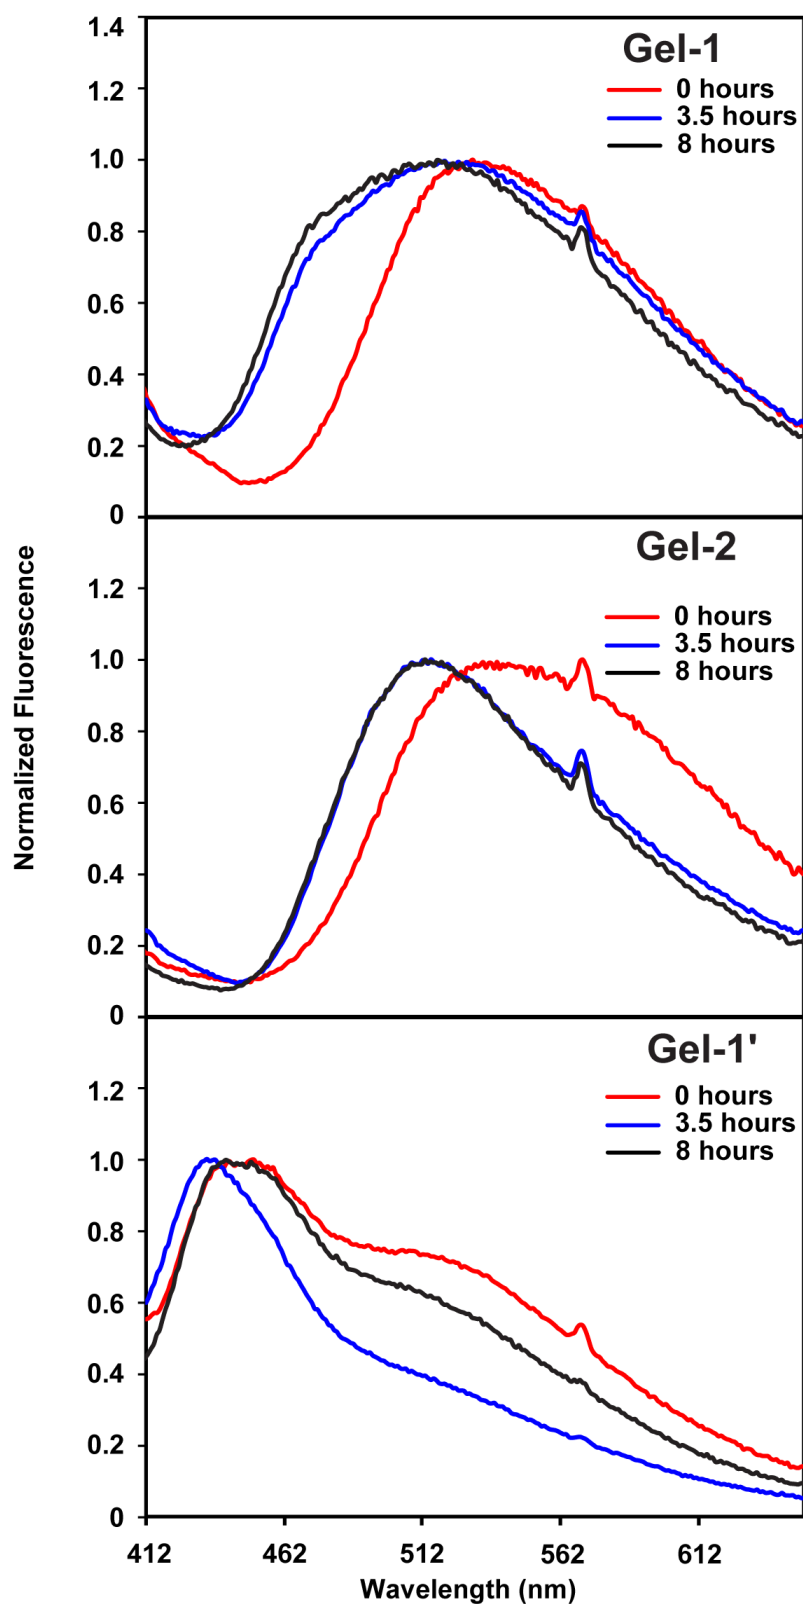 1.4
Gel-1
0 hours
1.2
3.5 hours
8 hours
1.0
0.8
0.6
0.4
0.2
0
Gel-2
1.2
0 hours
3.5 hours
1.0
8 hours
0.8
0.6
0.4
0.2
0
Gel-1'
1.2
0 hours
3.5 hours
1.0
8 hours
0.8
0.6
0.4
0.2
0
Normalized Fluorescence
412 462 512 562 612
Wavelength (nm)